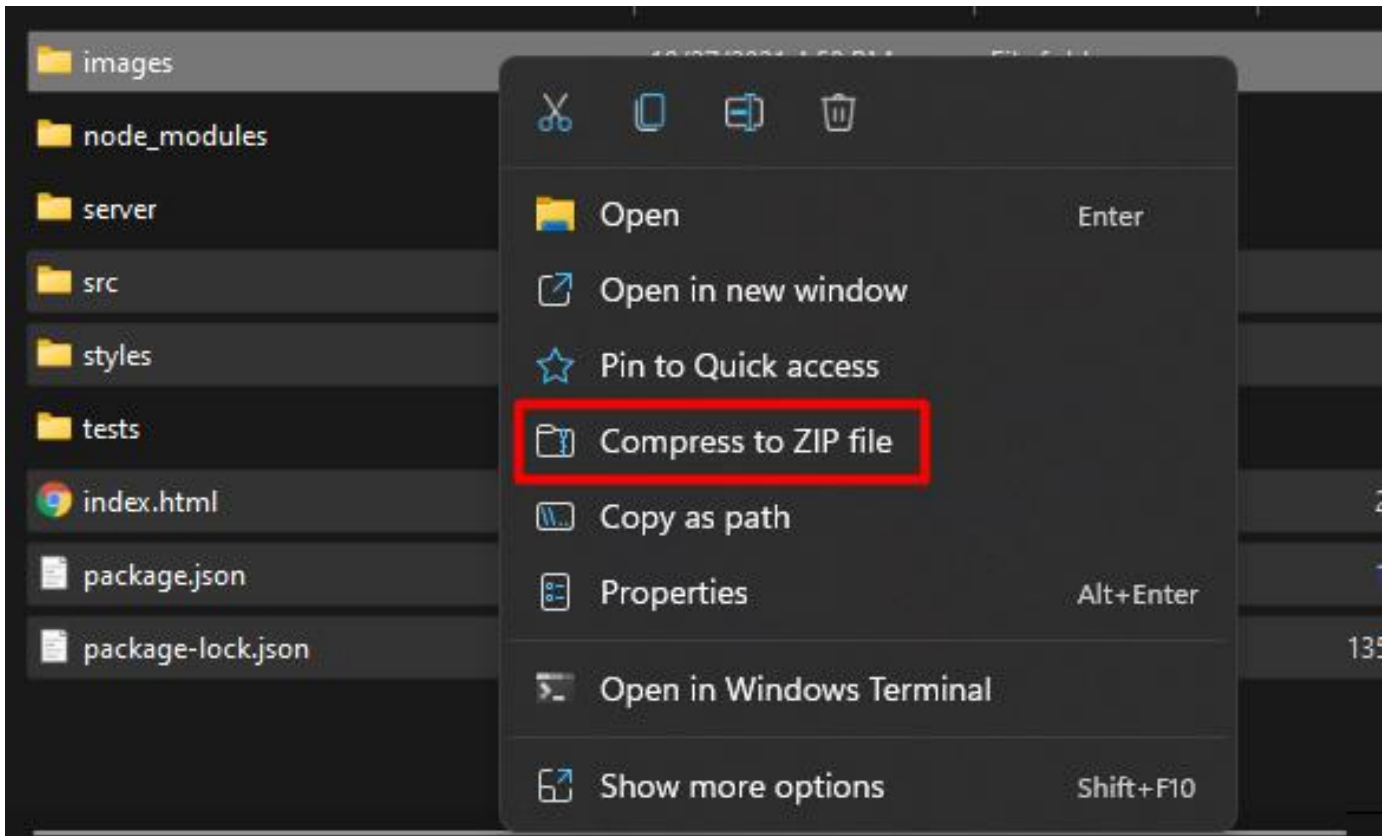 images
node_modules
server
src
styles
tests
index.html
package.json
package-lock.json
135
Open Enter
Open in new window
Pin to Quick access
Compress to ZIP file
Copy as path
Properties Alt+Enter
Open in Windows Terminal
Show more options Shift+F10